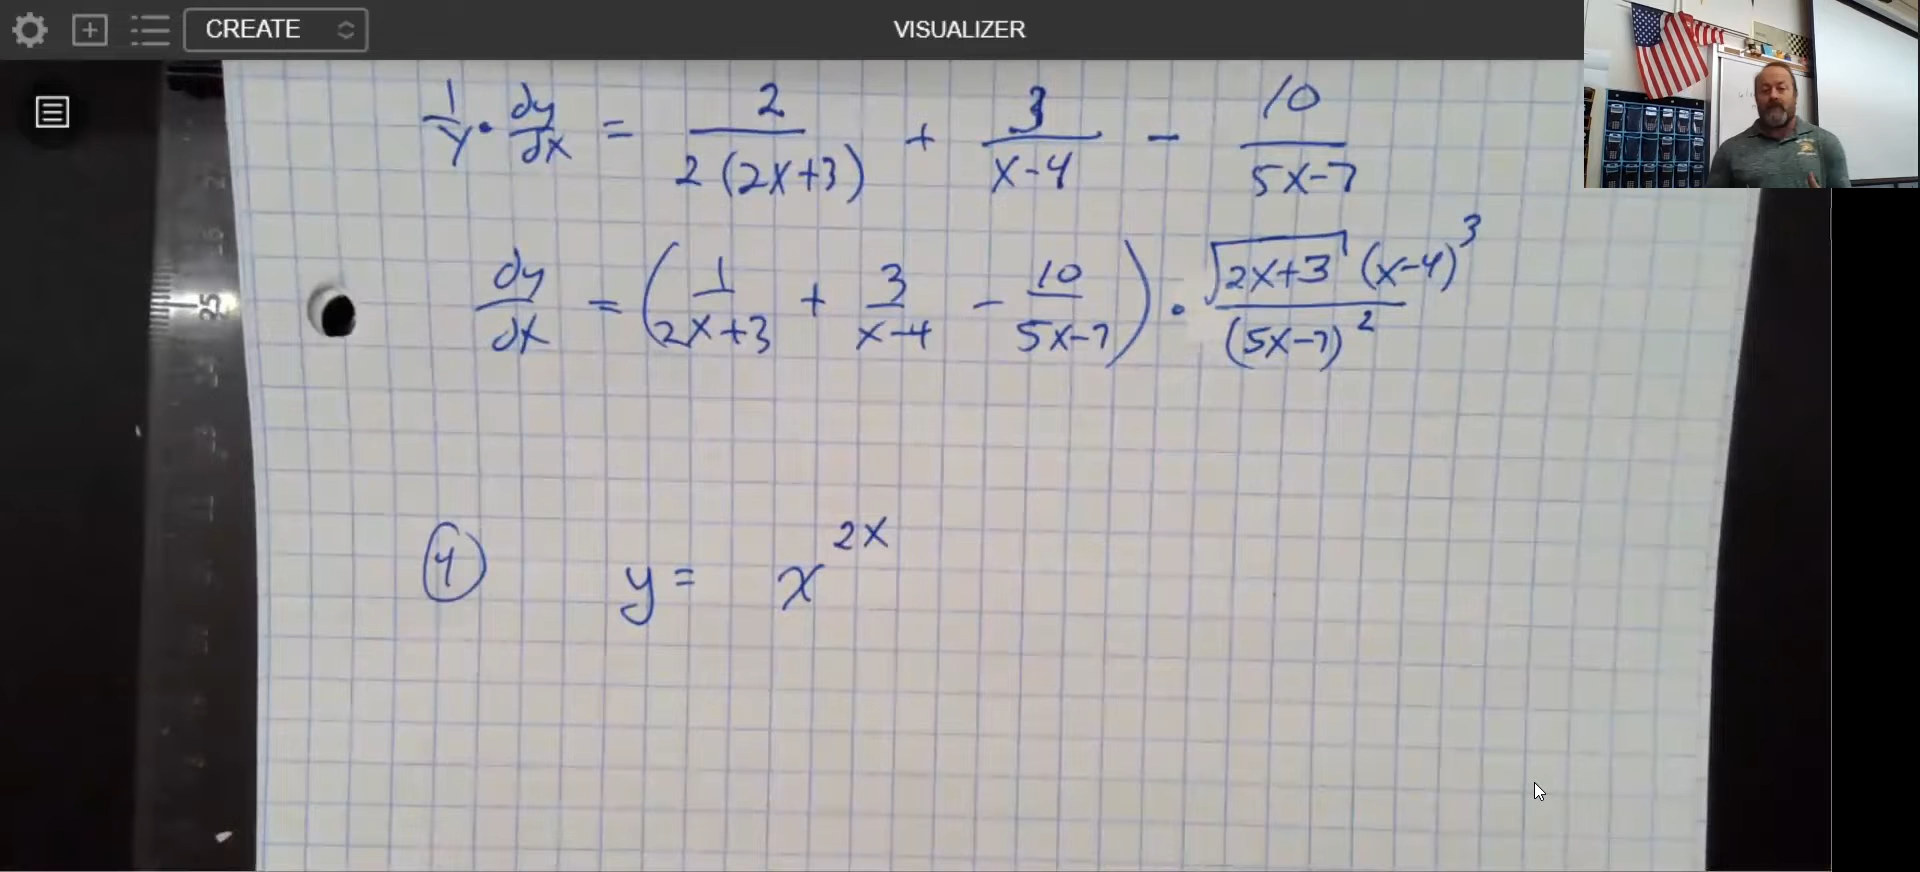 CREATE
VISUALIZER
1/y · dy/dx = 2/2(2x+3) + 3/x-4 - 10/5x-7
dy/dx = (1/2x+3 + 3/x-4 - 10/5x-7) · √2x+3 (x-4)^3/(5x-7)^2
25
④ y = x^2x